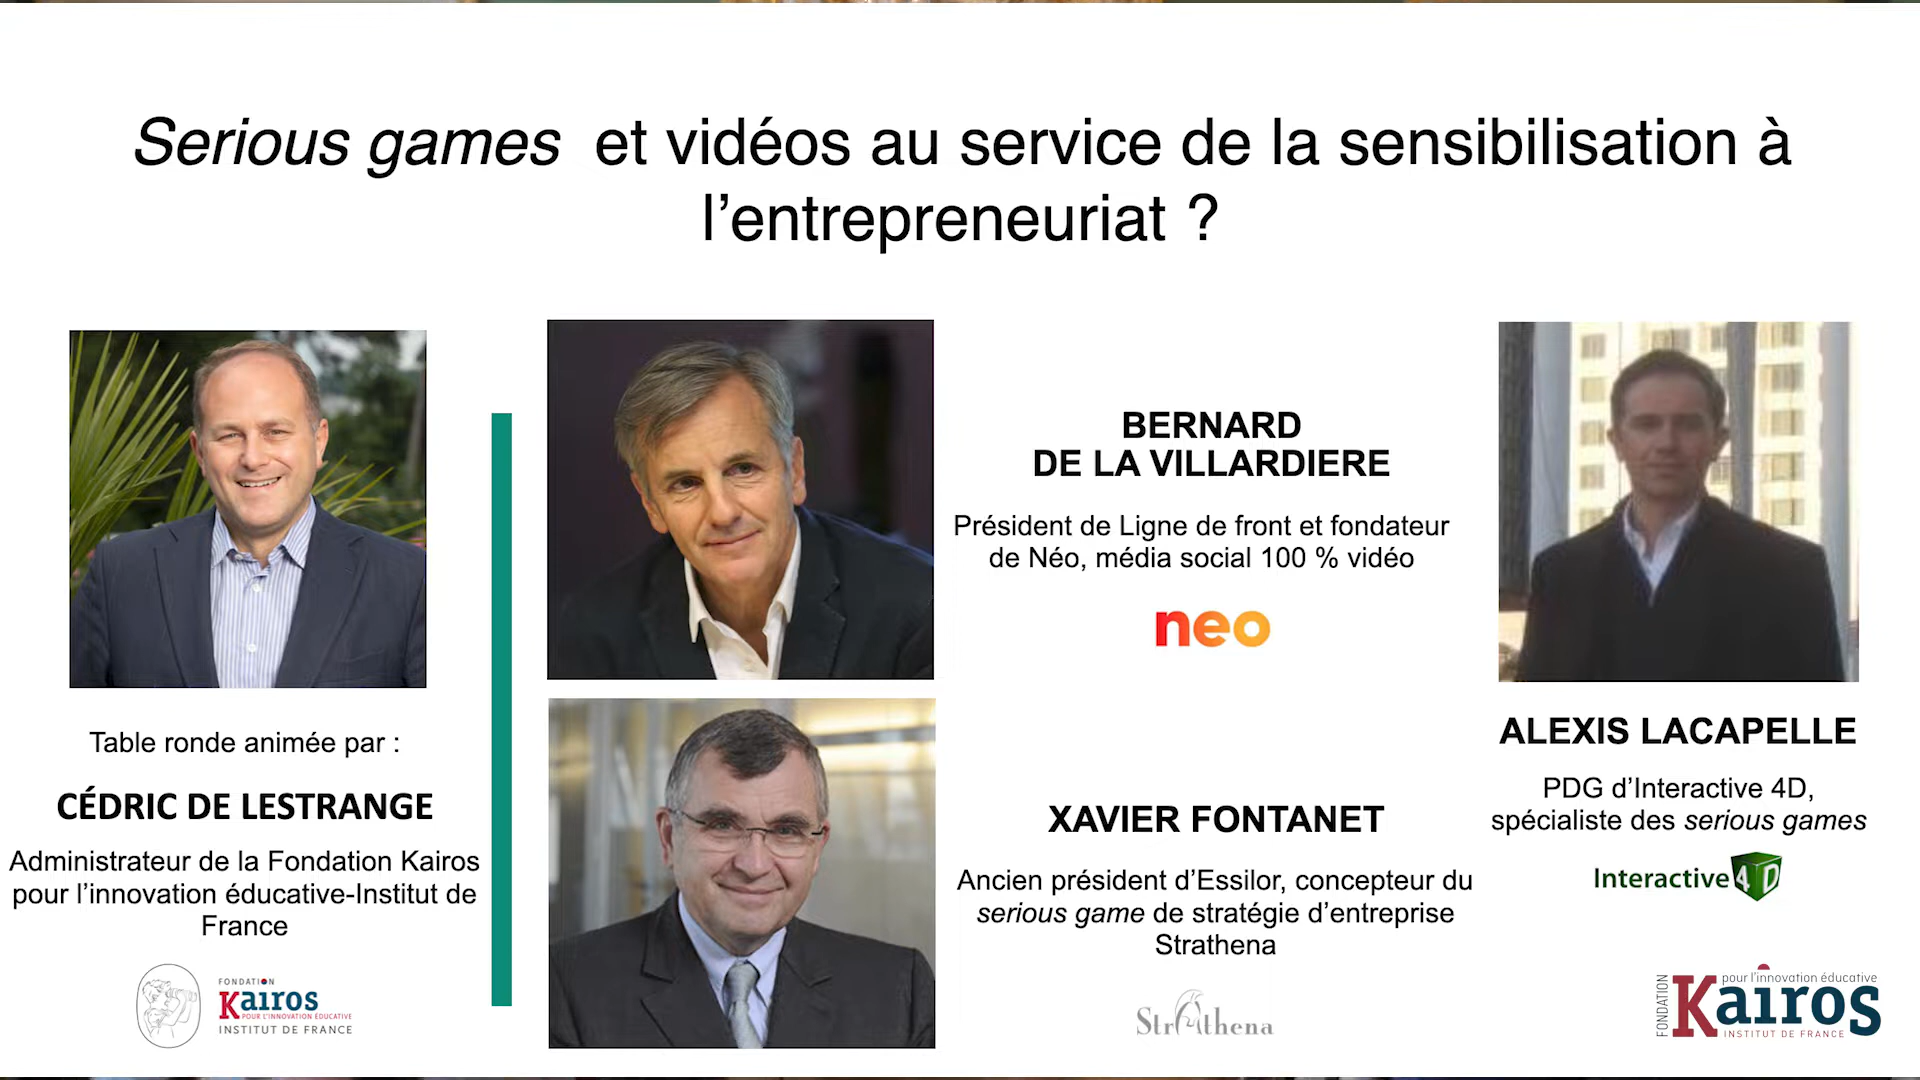 Serious games et vidéos au service de la sensibilisation à
l'entrepreneuriat ?
Table ronde animée par :
CÉDRIC DE LESTRANGE
Administrateur de la Fondation Kairos
pour l'innovation éducative-Institut de
France
FONDATION
Kairos
POUR L'INNOVATION ÉDUCATIVE
INSTITUT DE FRANCE
BERNARD
DE LA VILLARDIERE
Président de Ligne de front et fondateur
de Néo, média social 100 % vidéo
neo
XAVIER FONTANET
Ancien président d'Essilor, concepteur du
serious game de stratégie d'entreprise
Strathena
Strathena
ALEXIS LACAPELLE
PDG d'Interactive 4D,
spécialiste des serious games
Interactive 4D
FONDATION
pour l'innovation éducative
Kairos
INSTITUT DE FRANCE